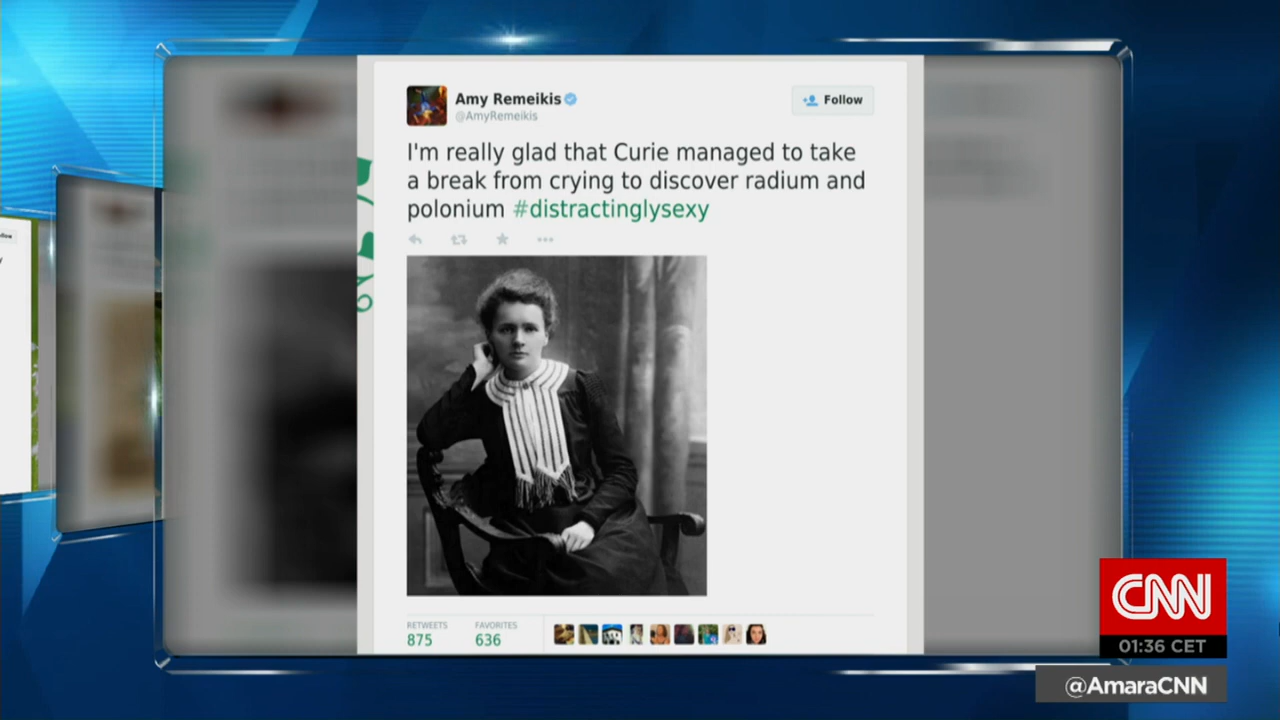 Amy Remeikis
@AmyRemeikis
Follow
I'm really glad that Curie managed to take
a break from crying to discover radium and
polonium #distractinglysexy
RETWEETS
875
FAVORITES
636
CNN
01:36 CET
@AmaraCNN